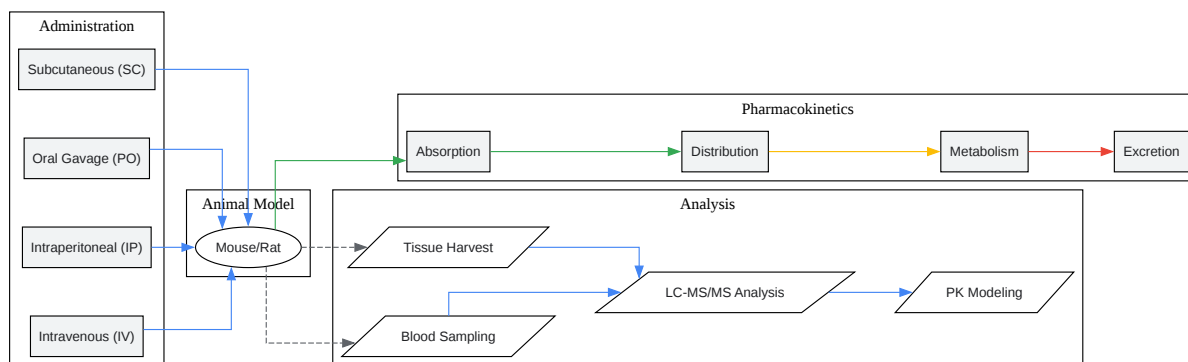 Administration
Subcutaneous (SC)
Oral Gavage (PO)
Intraperitoneal (IP)
Intravenous (IV)
Animal Model
Mouse/Rat
Pharmacokinetics
Absorption
Distribution
Metabolism
Excretion
Analysis
Tissue Harvest
Blood Sampling
LC-MS/MS Analysis
PK Modeling